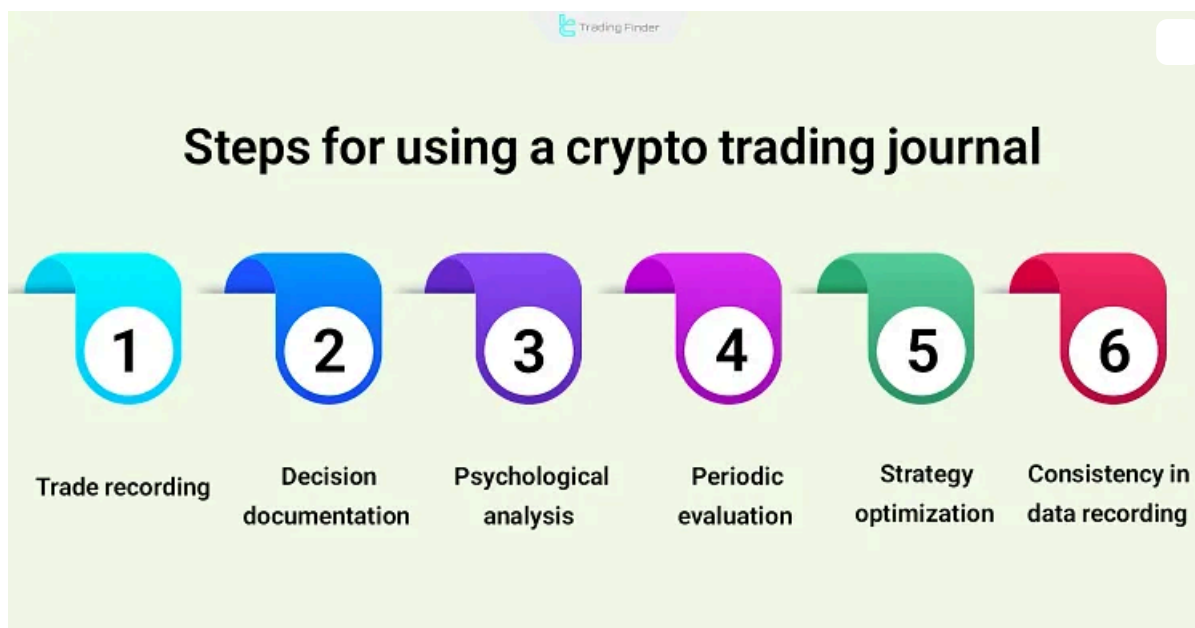 Trading Finder
Steps for using a crypto trading journal
1
2
3
4
5
6
Trade recording
Decision
documentation
Psychological
analysis
Periodic
evaluation
Strategy
optimization
Consistency in
data recording